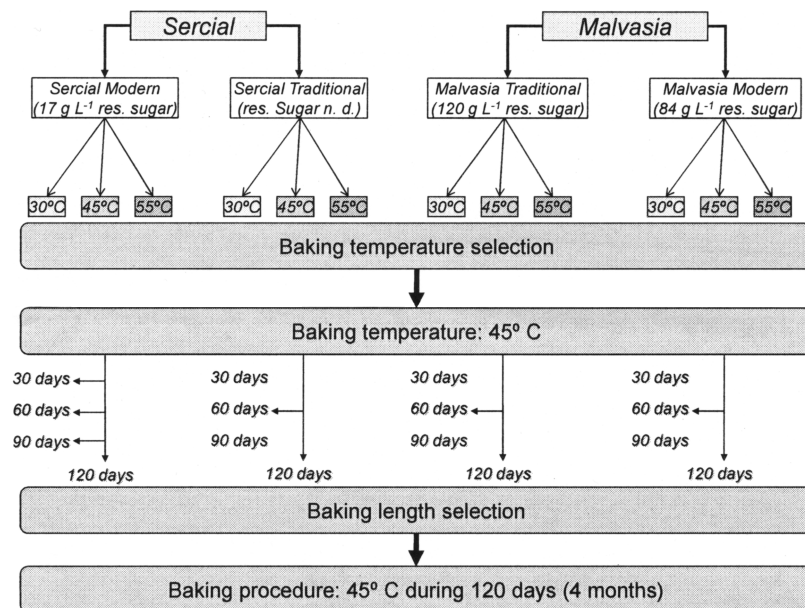 Sercial
Malvasia
Sercial Modern
(17 g L⁻¹ res. sugar)
Sercial Traditional
(res. Sugar n. d.)
Malvasia Traditional
(120 g L⁻¹ res. sugar)
Malvasia Modern
(84 g L⁻¹ res. sugar)
30ºC 45ºC 55ºC
30ºC 45ºC 55ºC
30ºC 45ºC 55ºC
30ºC 45ºC 55ºC
Baking temperature selection
Baking temperature: 45º C
30 days 30 days 30 days 30 days
60 days 60 days 60 days 60 days
90 days 90 days 90 days 90 days
120 days 120 days 120 days 120 days
Baking length selection
Baking procedure: 45º C during 120 days (4 months)